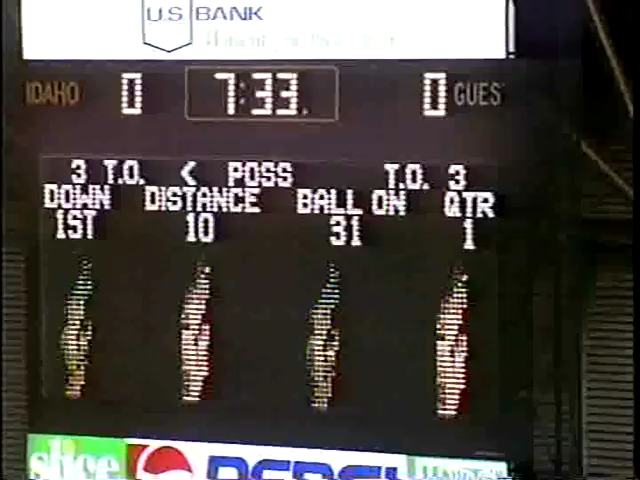 U.S BANK
IDAHO 0 7:33 0 GUES
3 T.O. < POSS T.O. 3
DOWN DISTANCE BALL ON QTR
1ST 10 31 1
slice PEPSI